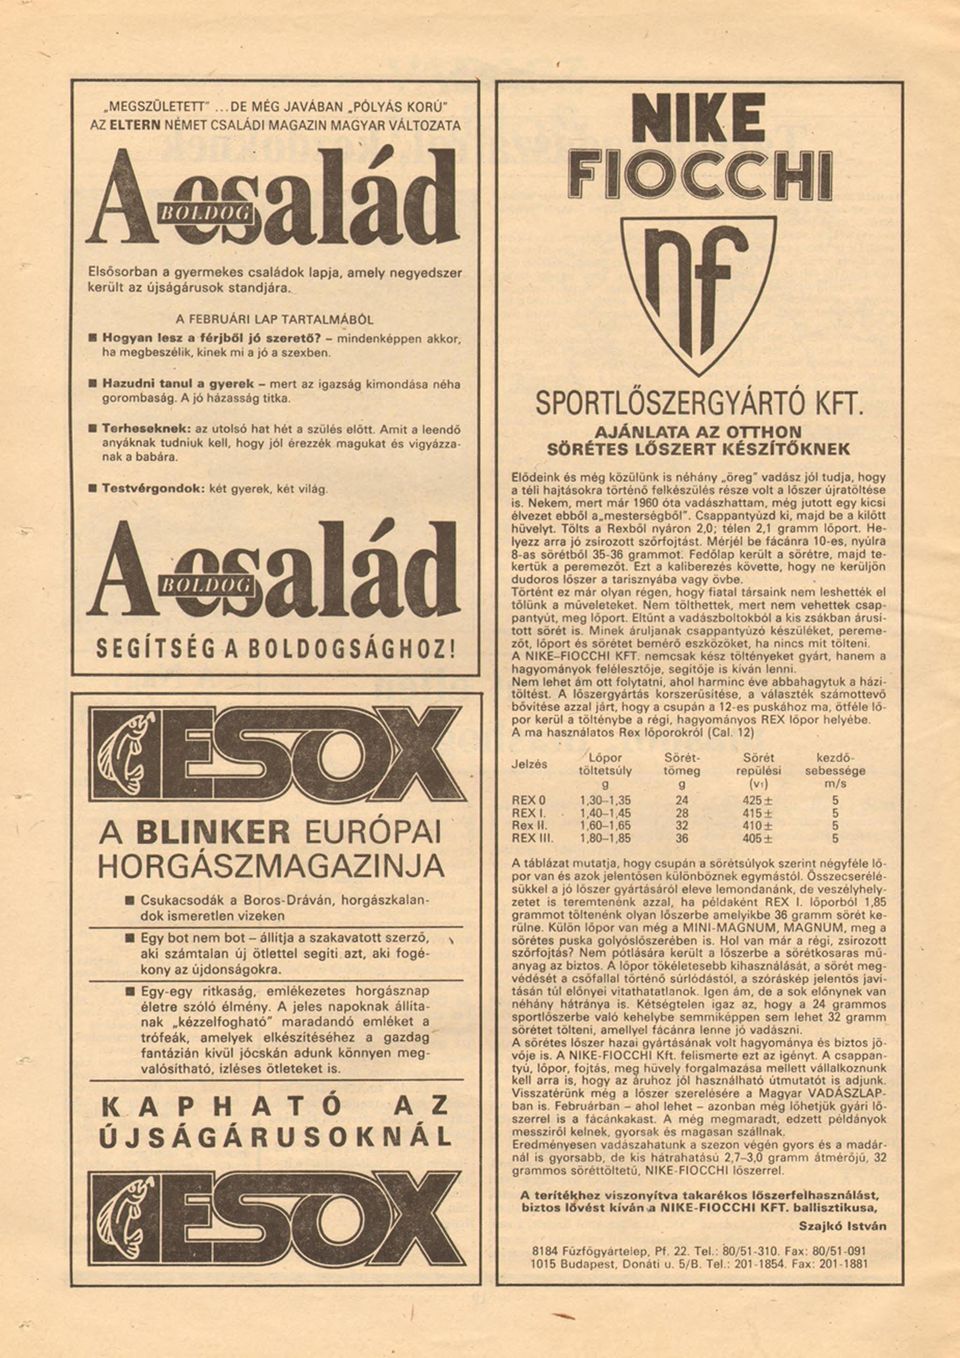 „MEGSZÜLETETT" ...DE MÉG JAVÁBAN „PÓLYÁS KORÚ"
AZ ELTERN NÉMET CSALÁDI MAGAZIN MAGYAR VÁLTOZATA
A család
BOLDOG
Elsősorban a gyermekes családok lapja, amely negyedszer
került az újságárusok standjára.
A FEBRUÁRI LAP TARTALMÁBÓL
■ Hogyan lesz a férjből jó szerető? – mindenképpen akkor,
ha megbeszélik, kinek mi a jó a szexben.
■ Hazudni tanul a gyerek – mert az igazság kimondása néha
gorombaság. A jó házasság titka.
■ Terheseknek: az utolsó hat hét a szülés előtt. Amit a leendő
anyáknak tudniuk kell, hogy jól érezzék magukat és vigyázza-
nak a babára.
■ Testvérgondok: két gyerek, két világ.
A család
BOLDOG
SEGÍTSÉG A BOLDOGSÁGHOZ!
ESOX
A BLINKER EURÓPAI
HORGÁSZMAGAZINJA
■ Csukacsodák a Boros-Dráván, horgászkalan-
dok ismeretlen vizeken
■ Egy bot nem bot – állítja a szakavatott szerző,
aki számtalan új ötlettel segíti azt, aki fogé-
kony az újdonságokra.
■ Egy-egy ritkaság, emlékezetes horgásznap
életre szóló élmény. A jeles napoknak állíta-
nak „kézzelfogható" maradandó emléket a
trófeák, amelyek elkészítéséhez a gazdag
fantázián kívül jócskán adunk könnyen meg-
valósítható, ízléses ötleteket is.
KAPHATÓ AZ
ÚJSÁGÁRUSOKNÁL
ESOX
NIKE
FIOCCHI
nf
SPORTLŐSZERGYÁRTÓ KFT.
AJÁNLATA AZ OTTHON
SÖRÉTES LŐSZERT KÉSZÍTŐKNEK
Elődeink és még közülünk is néhány „öreg" vadász jól tudja, hogy
a téli hajtásokra történő felkészülés része volt a lőszer újratöltése
is. Nekem, mert már 1960 óta vadászhattam, még jutott egy kicsi
élvezet ebből a „mesterségből". Csappantyúzd ki, majd be a kilőtt
hüvelyt. Tölts a Rexből nyáron 2,0; télen 2,1 gramm lőport. He-
lyezz arra jó zsírozott szőrfojtást. Mérjél be fácánra 10-es, nyúlra
8-as sörétből 35-36 grammot. Fedőlap került a sörétre, majd te-
kertük a peremezőt. Ezt a kaliberezés követte, hogy ne kerüljön
dudoros lőszer a tarisznyába vagy övbe.
Történt ez már olyan régen, hogy fiatal társaink nem leshették el
tőlünk a műveleteket. Nem tölthettek, mert nem vehettek csap-
pantyút, meg lőport. Eltűnt a vadászboltokból a kis zsákban árusí-
tott sörét is. Minek áruljanak csappantyúzó készüléket, pereme-
zőt, lőport és sörétet bemérő eszközöket, ha nincs mit tölteni.
A NIKE-FIOCCHI KFT. nemcsak kész töltényeket gyárt, hanem a
hagyományok felélesztője, segítője is kíván lenni.
Nem lehet ám ott folytatni, ahol harminc éve abbahagytuk a házi-
töltést. A lőszergyártás korszerűsítése, a választék számottevő
bővítése azzal járt, hogy a csupán a 12-es puskához ma, ötféle lő-
por kerül a töltényte a régi, hagyományos REX lőpor helyébe.
A ma használatos Rex lőporokról (Cal. 12)
Jelzés Lőpor töltetsúly g Sörét-tömeg g Sörét repülési (v₁) kezdő-sebessége m/s
REX 0 1,30–1,35 24 425± 5
REX I. 1,40–1,45 28 415± 5
Rex II. 1,60–1,65 32 410± 5
REX III. 1,80–1,85 36 405± 5
A táblázat mutatja, hogy csupán a sörétsúlyok szerint négyféle lő-
por van és azok jelentősen különböznek egymástól. Összecserélé-
sükkel a jó lőszer gyártásáról eleve lemondanánk, de veszélyhely-
zetet is teremtenénk azzal, ha példaként REX I. lőporból 1,85
grammot töltenénk olyan lőszerbe amelyikbe 36 gramm sörét ke-
rülne. Külön lőpor van még a MINI-MAGNUM, MAGNUM, meg a
sörétes puska golyóslőszerében is. Hol van már a régi, zsírozott
szőrfojtás? Nem pótlására került a lőszerbe a sörétkosaras mű-
anyag az biztos. A lőpor tökéletesebb kihasználását, a sörét meg-
védését a csőfallal történő súrlódástól, a szóráskép jelentős javí-
tásán túl előnyei vitathatatlanok. Igen ám, de a sok előnynek van
néhány hátránya is. Kétségtelen igaz az, hogy a 24 grammos
sportlőszerbe való kehelybe semmiképpen sem lehet 32 gramm
sörétet tölteni, amellyel fácánra lenne jó vadászni.
A sörétes lőszer hazai gyártásának volt hagyománya és biztos jö-
vője is. A NIKE-FIOCCHI Kft. felismerte ezt az igényt. A csappan-
tyú, lőpor, fojtás, meg hüvely forgalmazása mellett vállalkoznunk
kell arra is, hogy az áruhoz jól használható útmutatót is adjunk.
Visszatérünk még a lőszer szerelésére a Magyar VADÁSZLAP-
ban is. Februárban – ahol lehet – azonban még lőhetjük gyári lő-
szerrel is a fácánkakast. A még megmaradt, edzett példányok
messziről kelnek, gyorsak és magasan szállnak.
Eredményesen vadászahatunk a szezon végén gyors és a madár-
nál is gyorsabb, de kis hátrahatású 2,7–3,0 gramm átmérőjű, 32
grammos söréttöltetű, NIKE-FIOCCHI lőszerrel.
A terítékhez viszonyítva takarékos lőszerfelhasználást,
biztos lövést kíván a NIKE-FIOCCHI KFT. ballisztikusa,
Szajkó István
8184 Fűzfőgyártelep, Pf. 22. Tel.: 80/51-310. Fax: 80/51-091
1015 Budapest, Donáti u. 5/B. Tel.: 201-1854. Fax: 201-1881